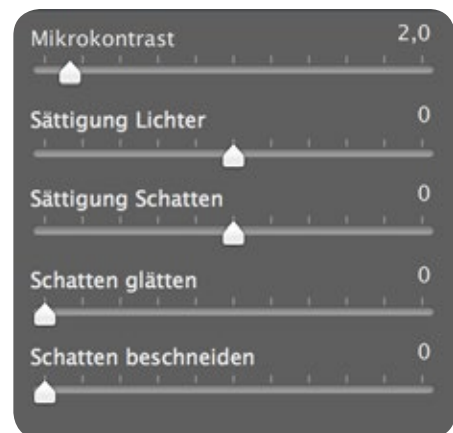 Mikrokontrast 2,0
Sättigung Lichter 0
Sättigung Schatten 0
Schatten glätten 0
Schatten beschneiden 0